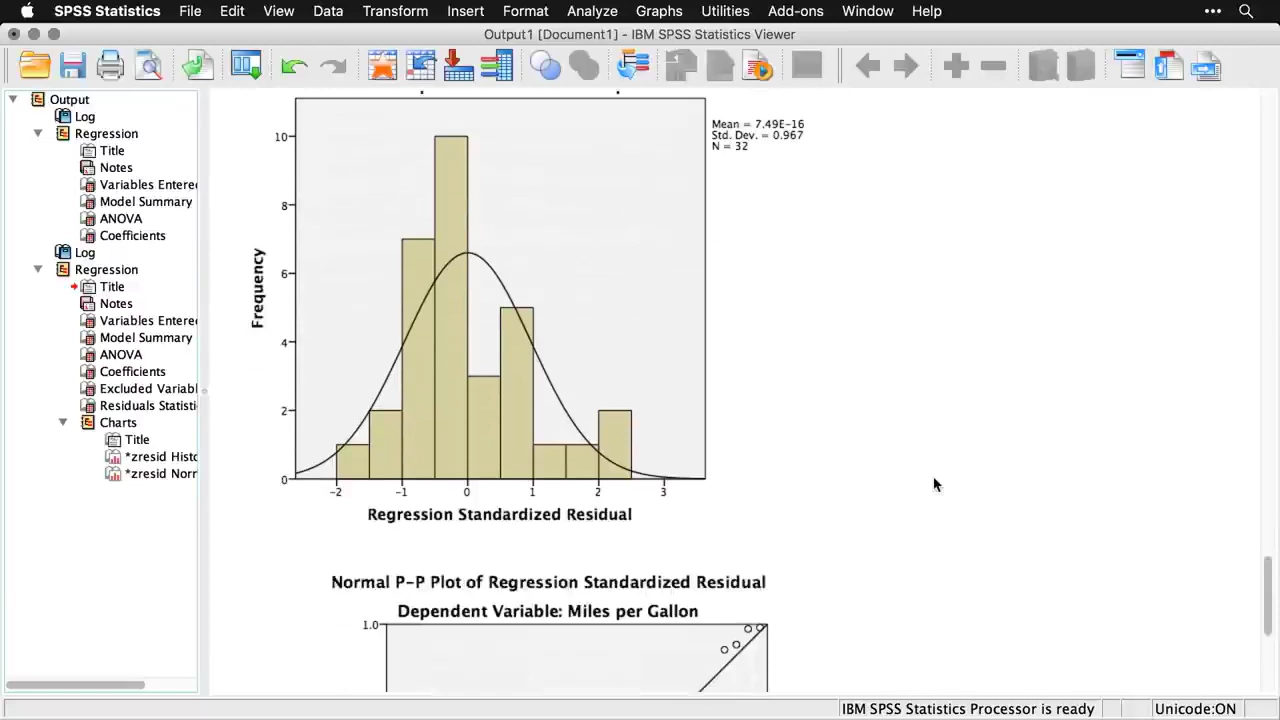 SPSS Statistics File Edit View Data Transform Insert Format Analyze Graphs Utilities Add-ons Window Help
Output1 [Document1] - IBM SPSS Statistics Viewer
Output
Log
Regression
Title
Notes
Variables Entere
Model Summary
ANOVA
Coefficients
Log
Regression
Title
Notes
Variables Entere
Model Summary
ANOVA
Coefficients
Excluded Variabl
Residuals Statisti
Charts
Title
*zresid Histo
*zresid Norr
Mean = 7.49E-16
Std. Dev. = 0.967
N = 32
10
8
6
4
2
0
Frequency
-2 -1 0 1 2 3
Regression Standardized Residual
Normal P-P Plot of Regression Standardized Residual
Dependent Variable: Miles per Gallon
1.0
IBM SPSS Statistics Processor is ready Unicode:ON